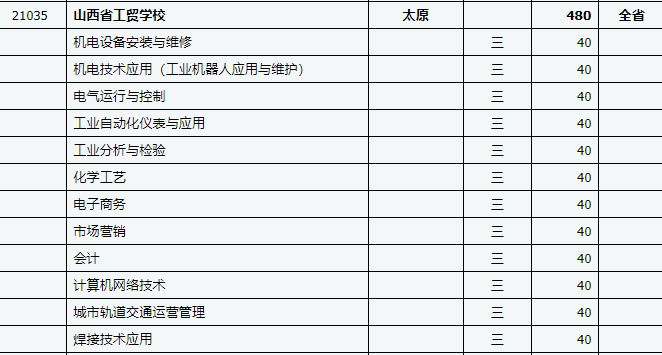 21035 山西省工贸学校 太原 480 全省
机电设备安装与维修 三 40
机电技术应用（工业机器人应用与维护） 三 40
电气运行与控制 三 40
工业自动化仪表与应用 三 40
工业分析与检验 三 40
化学工艺 三 40
电子商务 三 40
市场营销 三 40
会计 三 40
计算机网络技术 三 40
城市轨道交通运营管理 三 40
焊接技术应用 三 40